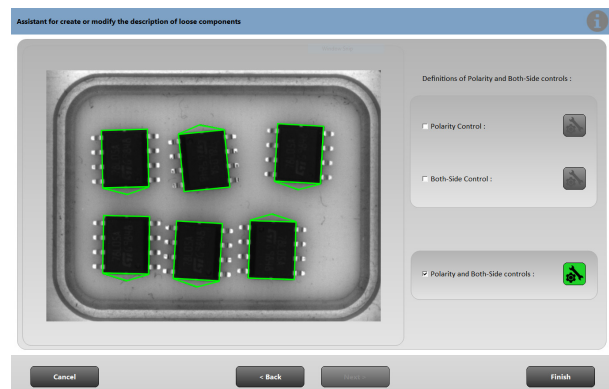 Assistant for create or modify the description of loose components
Definitions of Polarity and Both-Side controls :
Polarity Control :
Both-Side Control :
Polarity and Both-Side controls :
Cancel
< Back
Finish